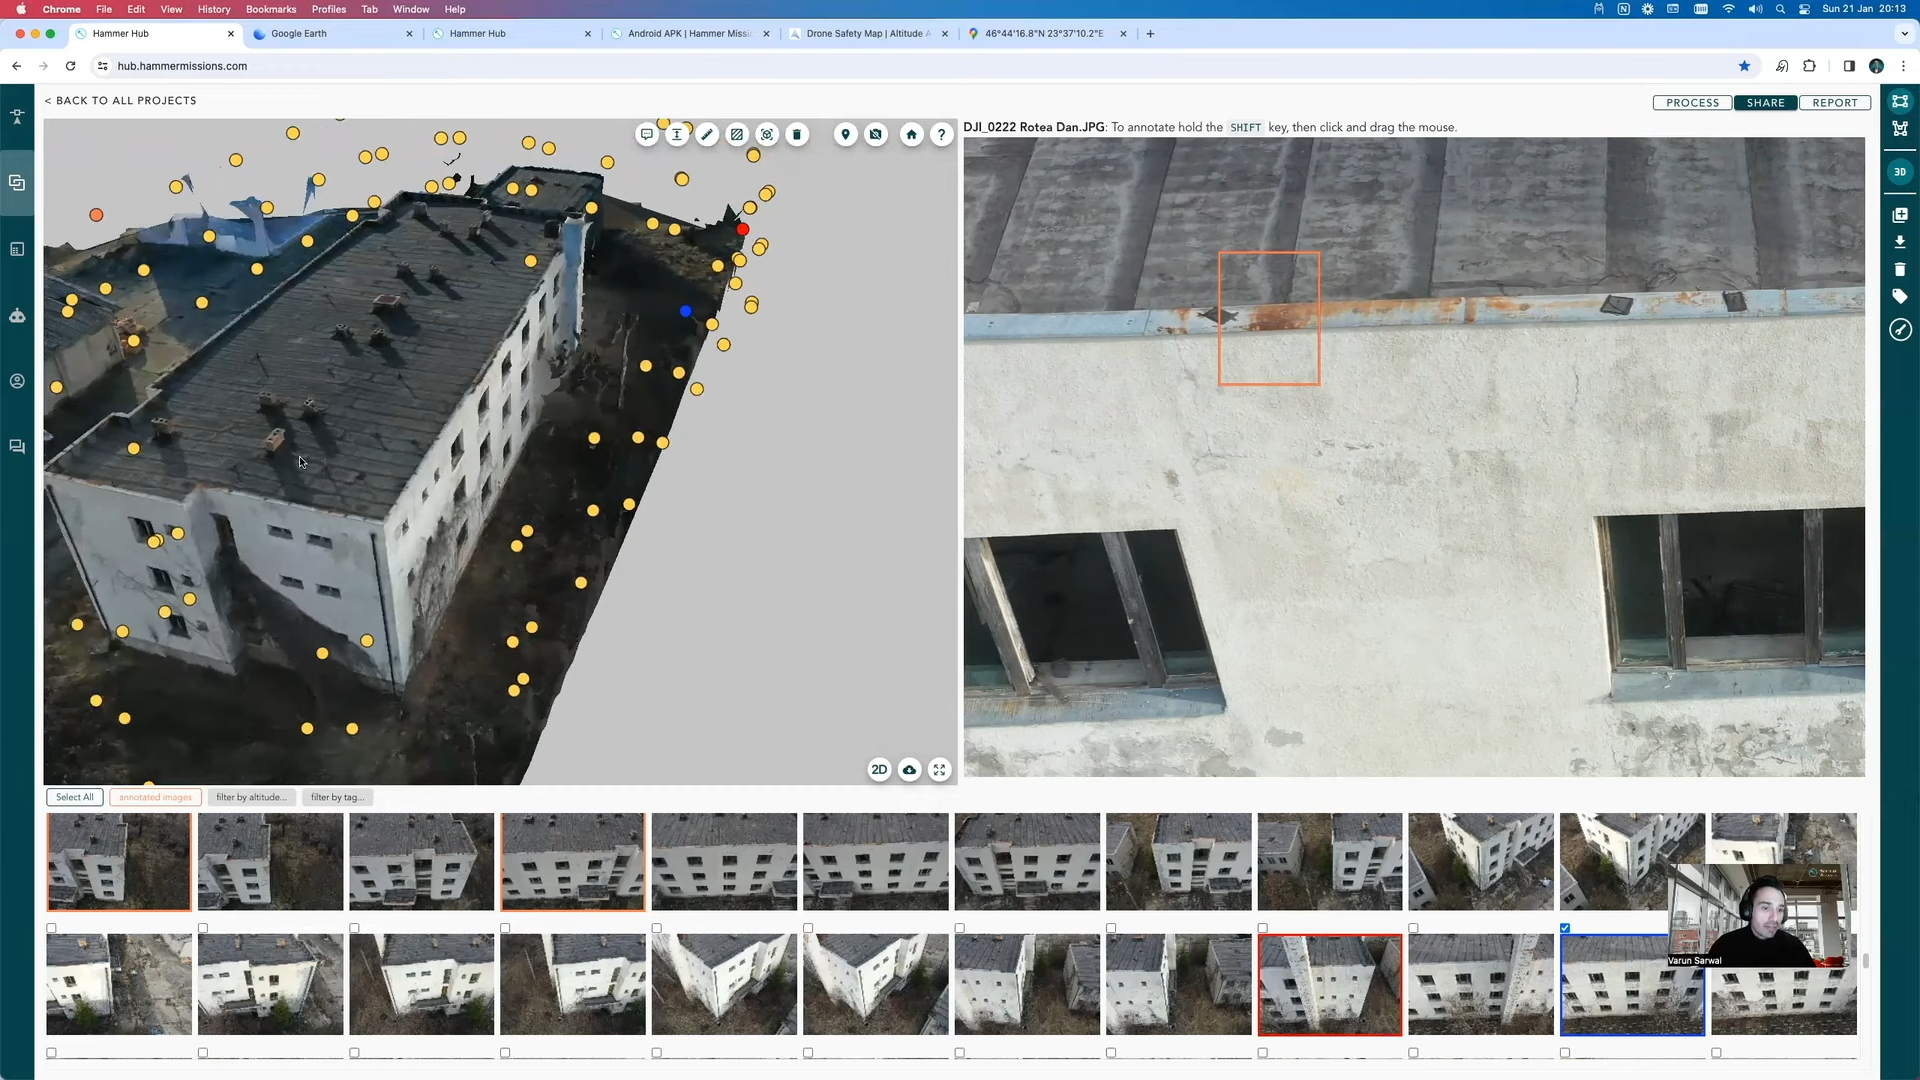 Chrome File Edit View History Bookmarks Profiles Tab Window Help
Sun 21 Jan 20:13
Hammer Hub
Google Earth
Hammer Hub
Android APK | Hammer Missi
Drone Safety Map | Altitude A
46°44'16.8"N 23°37'10.2"E
hub.hammermissions.com
< BACK TO ALL PROJECTS
PROCESS
SHARE
REPORT
DJI_0222 Rotea Dan.JPG: To annotate hold the SHIFT key, then click and drag the mouse.
?
3D
2D
Select All
annotated images
filter by altitude...
filter by tag...
Varun Sarwal